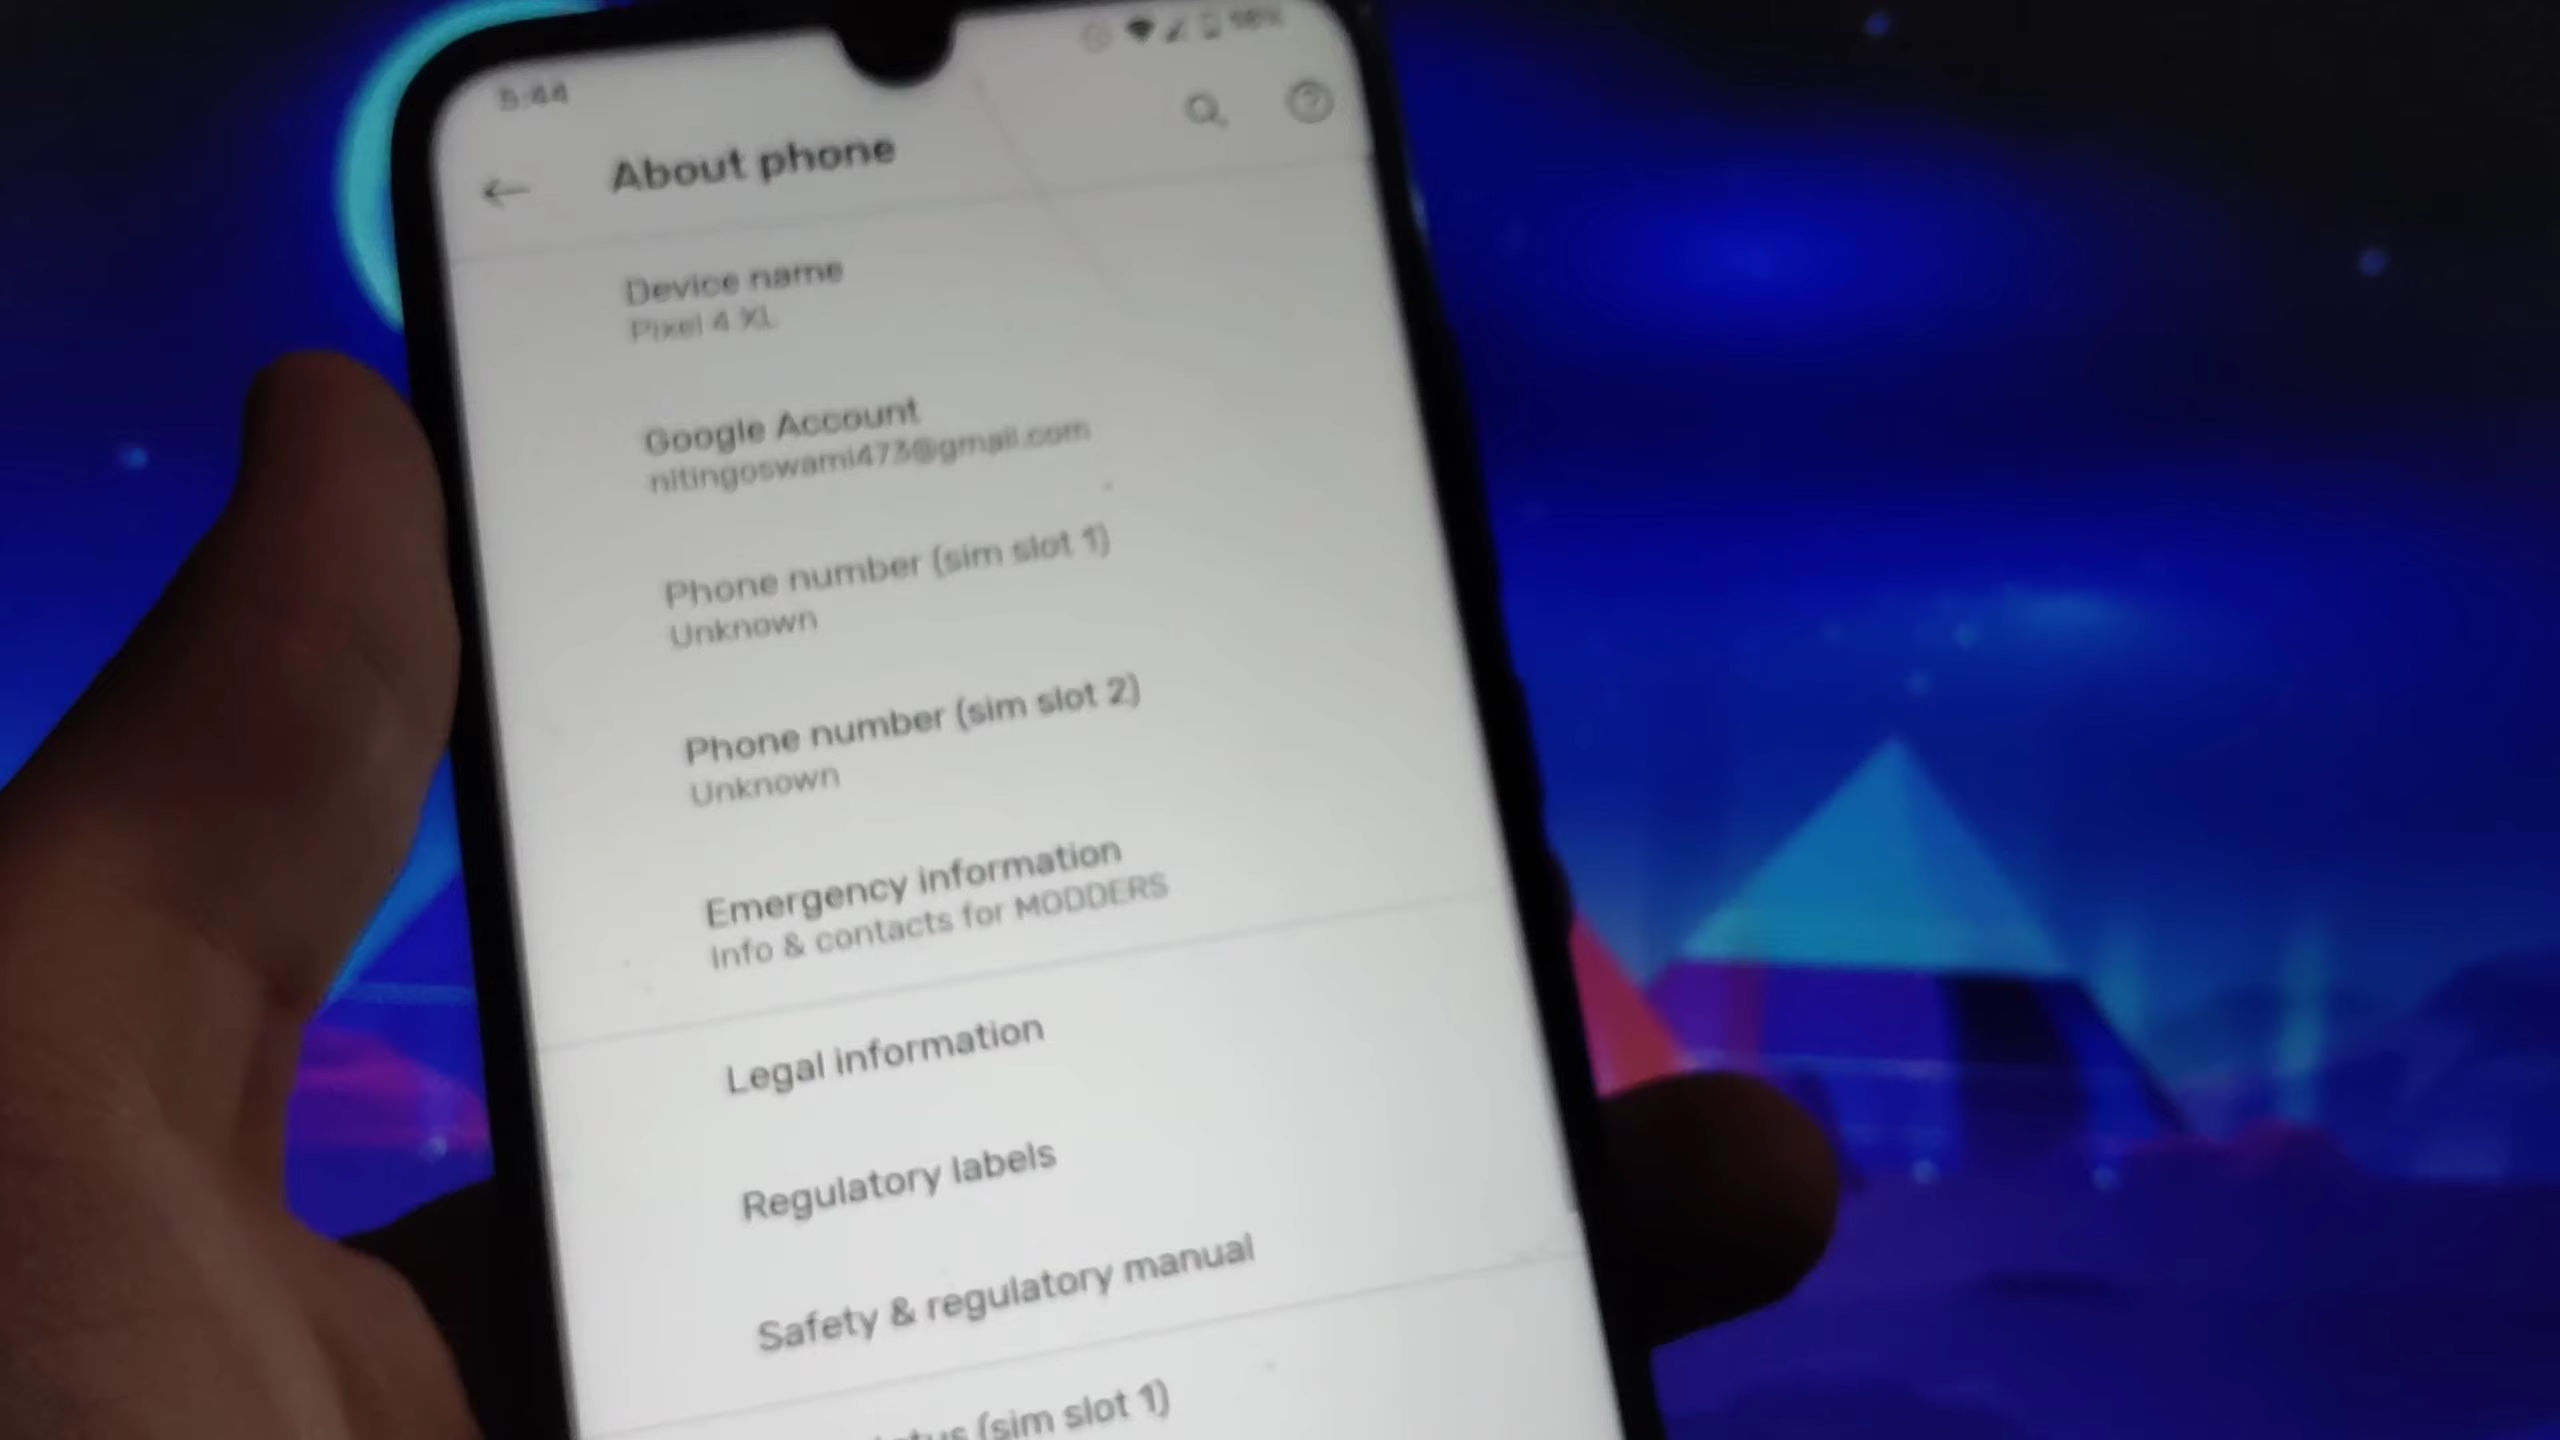 5:44
About phone
Device name
Pixel 4 XL
Google Account
nitingoswami473@gmail.com
Phone number (sim slot 1)
Unknown
Phone number (sim slot 2)
Unknown
Emergency information
Info & contacts for MODDERS
Legal information
Regulatory labels
Safety & regulatory manual
(sim slot 1)